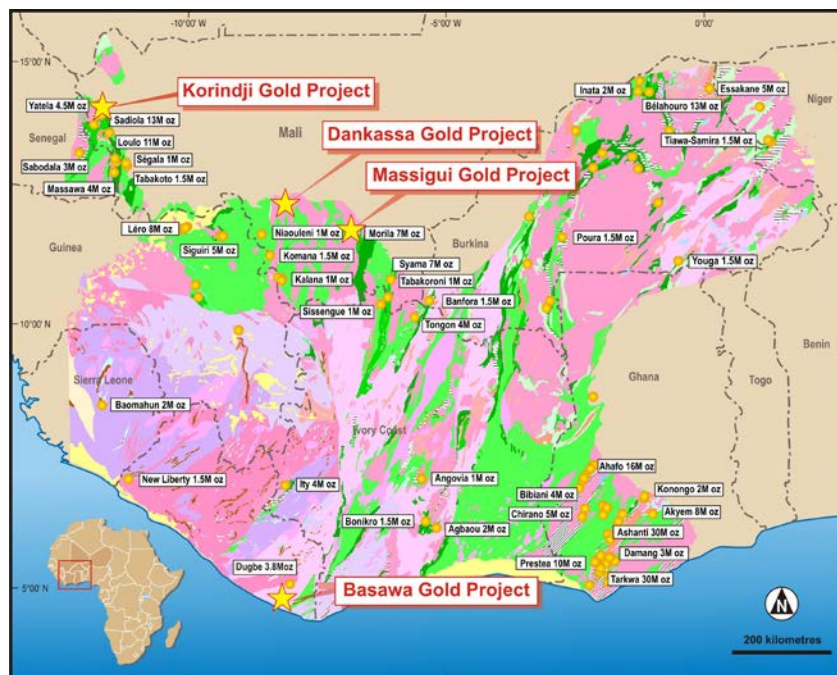 -10°00' W
-5°00' W
0°00'
15°00' N
Korindji Gold Project
Yatela 4.5M oz
Sadiola 13M oz
Senegal
Loulo 11M oz
Mali
Ségala 1M oz
Sabodala 3M oz
Tabakoto 1.5M oz
Massawa 4M oz
Dankassa Gold Project
Massigui Gold Project
Inata 2M oz
Essakane 5M oz
Bélahouro 13M oz
Niger
Tiawa-Samira 1.5M oz
Léro 8M oz
Guinea
Siguiri 5M oz
Niaouleni 1M oz
Morila 7M oz
Burkina
Komana 1.5M oz
Poura 1.5M oz
Kalana 1M oz
Syama 7M oz
Youga 1.5M oz
Tabakoroni 1M oz
Sissengue 1M oz
Banfora 1.5M oz
Tongon 4M oz
10°00' N
Benin
Ghana
Togo
Sierra Leone
Baomahun 2M oz
Ivory Coast
New Liberty 1.5M oz
Ity 4M oz
Angovia 1M oz
Ahafo 16M oz
Bibiani 4M oz
Konongo 2M oz
Chirano 5M oz
Akyem 8M oz
Bonikro 1.5M oz
Agbaou 2M oz
Ashanti 30M oz
Damang 3M oz
Prestea 10M oz
Tarkwa 30M oz
Dugbe 3.8Moz
5°00' N
Basawa Gold Project
N
200 kilometres